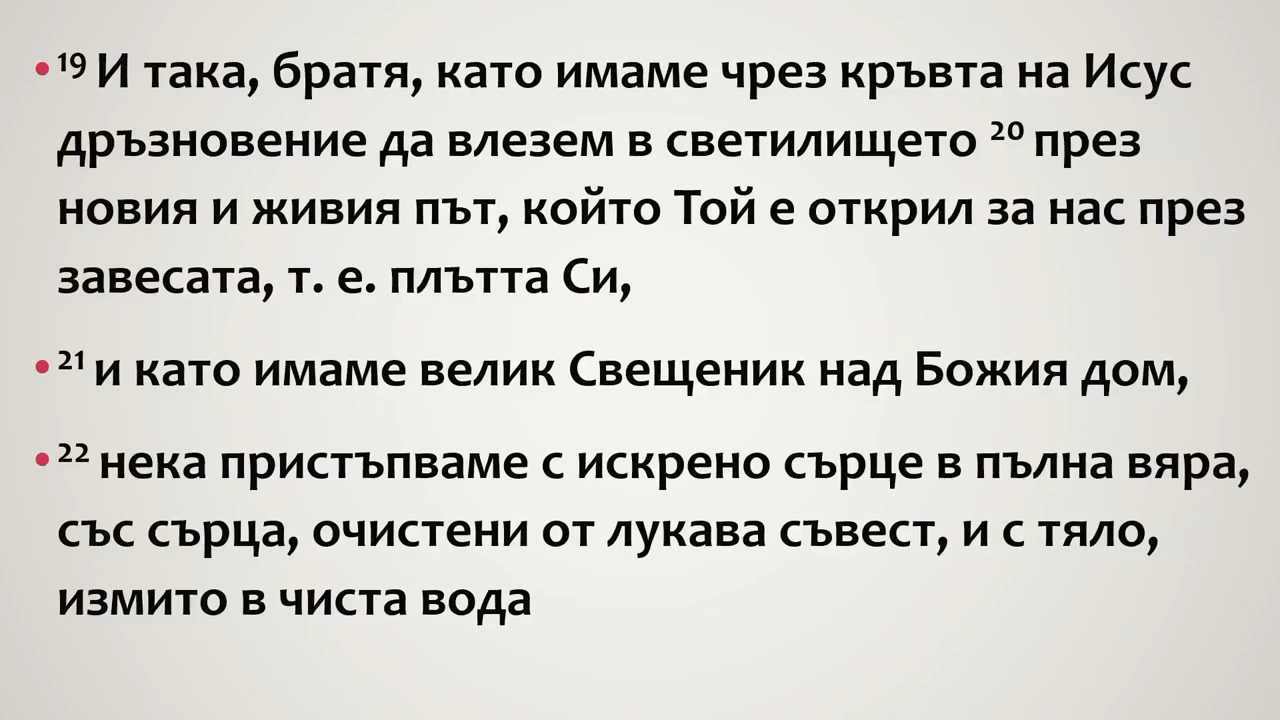 • ¹⁹ И така, братя, като имаме чрез кръвта на Исус
дръзновение да влезем в светилището ²⁰ през
новия и живия път, който Той е открил за нас през
завесата, т. е. плътта Си,
• ²¹ и като имаме велик Свещеник над Божия дом,
• ²² нека пристъпваме с искрено сърце в пълна вяра,
със сърца, очистени от лукава съвест, и с тяло,
измито в чиста вода